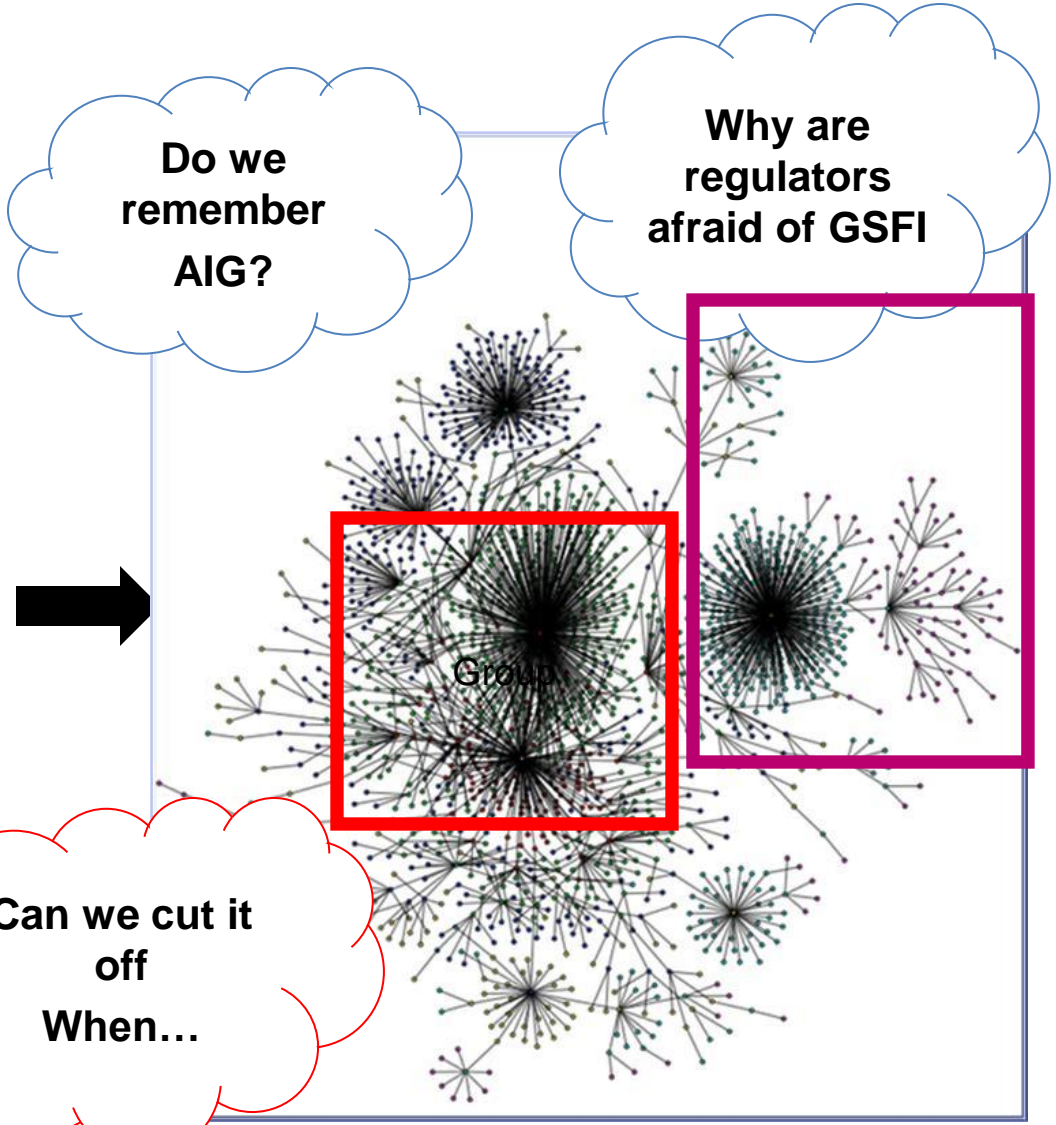 Do we
remember
AIG?
Why are
regulators
afraid of GSFI
Group
Can we cut it
off
When…